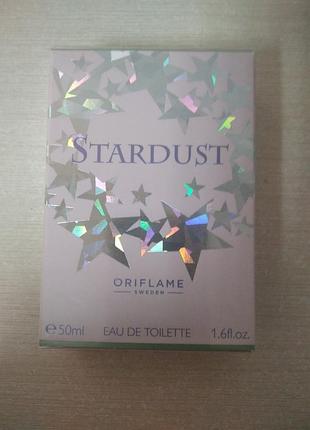 STARDUST
ORIFLAME
SWEDEN
℮50ml EAU DE TOILETTE 1.6fl.oz.